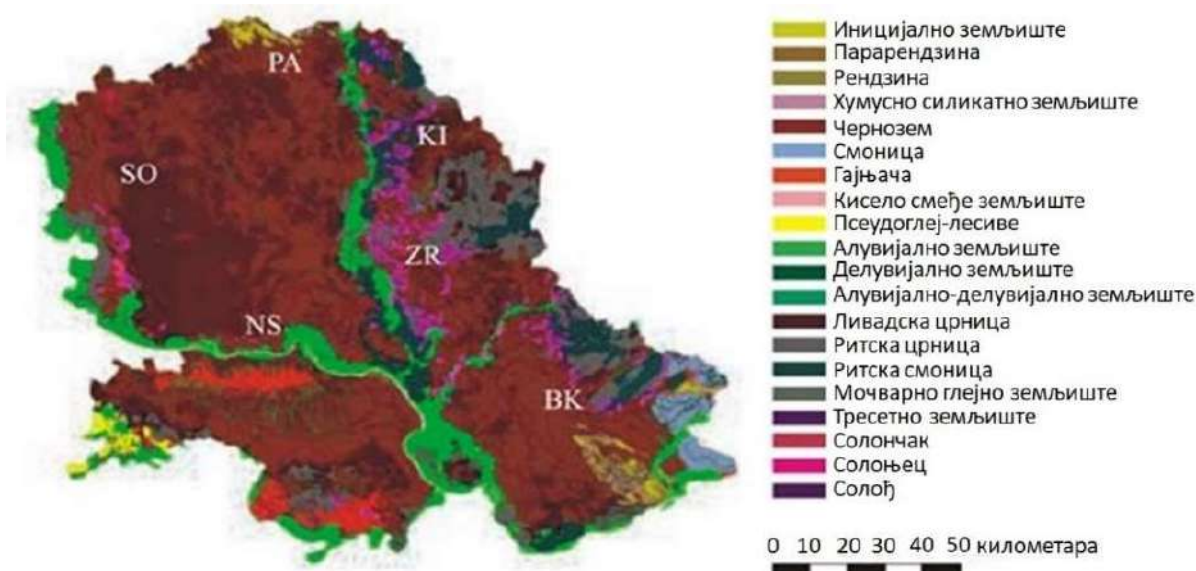 PA
KI
SO
ZR
NS
BK
Иницијално земљиште
Парарендзина
Рендзина
Хумусно силикатно земљиште
Чернозем
Смоница
Гајњача
Кисело смеђе земљиште
Псеудоглеј-лесиве
Алувијално земљиште
Делувијално земљиште
Алувијално-делувијално земљиште
Ливадска црница
Ритска црница
Ритска смоница
Мочварно глејно земљиште
Тресетно земљиште
Солончак
Солоњец
Солођ
0 10 20 30 40 50 километара